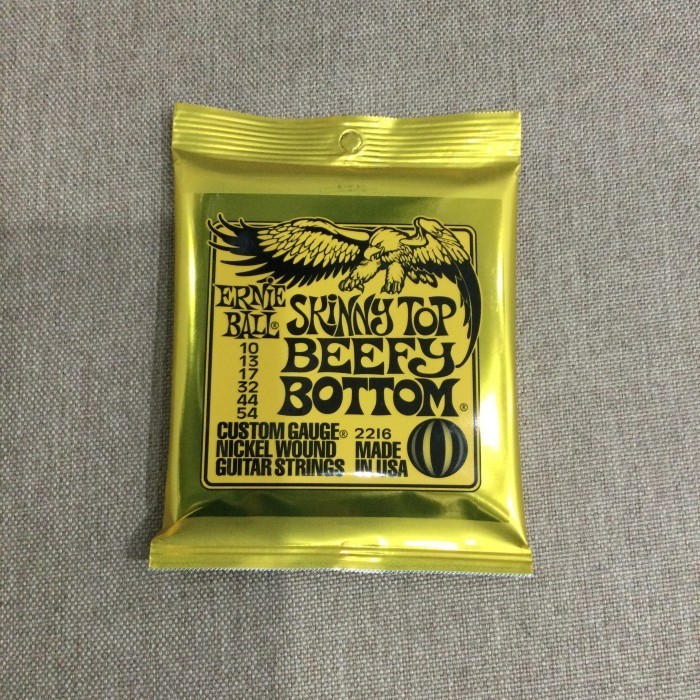 ERNIE
BALL®
SKINNY TOP
BEEFY
BOTTOM®
10
13
17
32
44
54
CUSTOM GAUGE® 2216
NICKEL WOUND MADE
GUITAR STRINGS IN USA